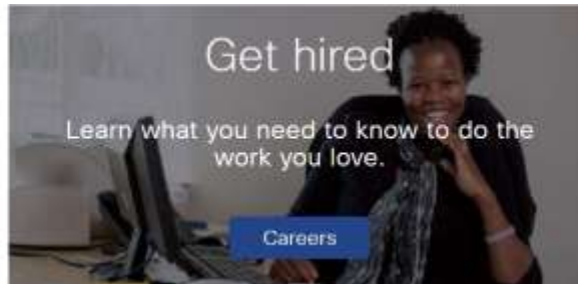 Get hired
Learn what you need to know to do the
work you love.
Careers